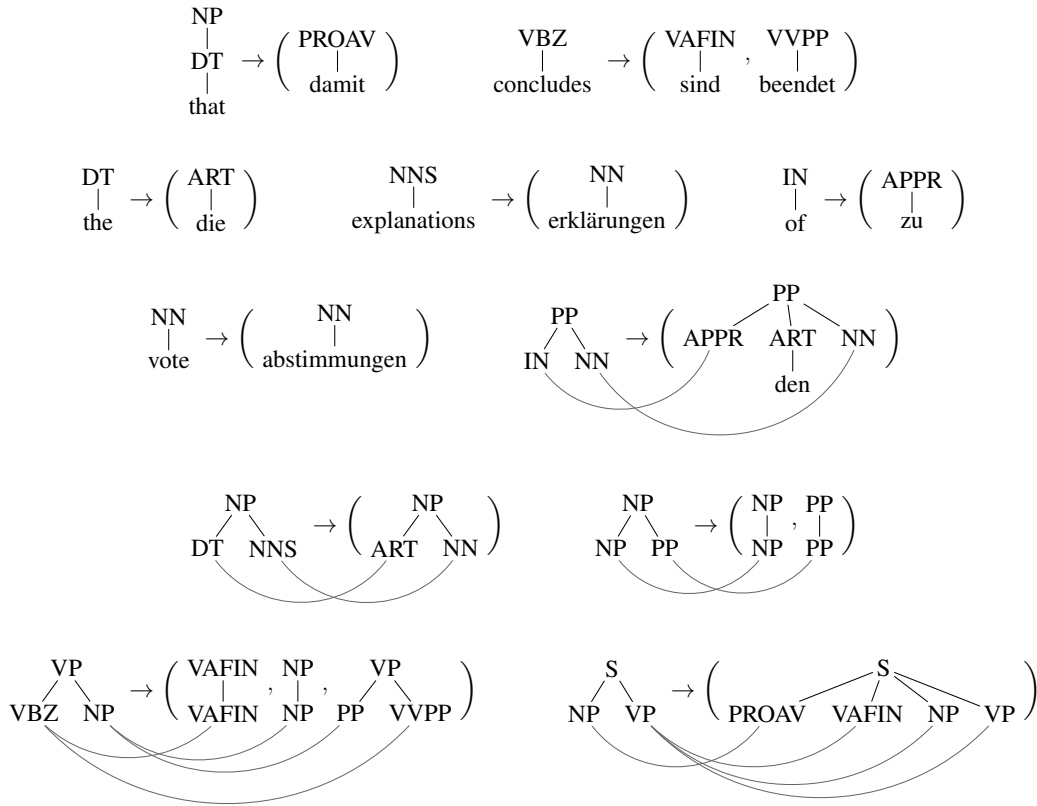 NP
DT → ( PROAV )
that damit
VBZ → ( VAFIN , VVPP )
concludes sind beendet
DT → ( ART )
the die
NNS → ( NN )
explanations erklärungen
IN → ( APPR )
of zu
NN → ( NN )
vote abstimmungen
PP → ( PP )
IN NN APPR ART NN
den
NP → ( NP )
DT NNS ART NN
NP → ( NP , PP )
NP PP NP PP
VP → ( VAFIN , NP , VP )
VBZ NP VAFIN NP PP VVPP
S → ( S )
NP VP PROAV VAFIN NP VP